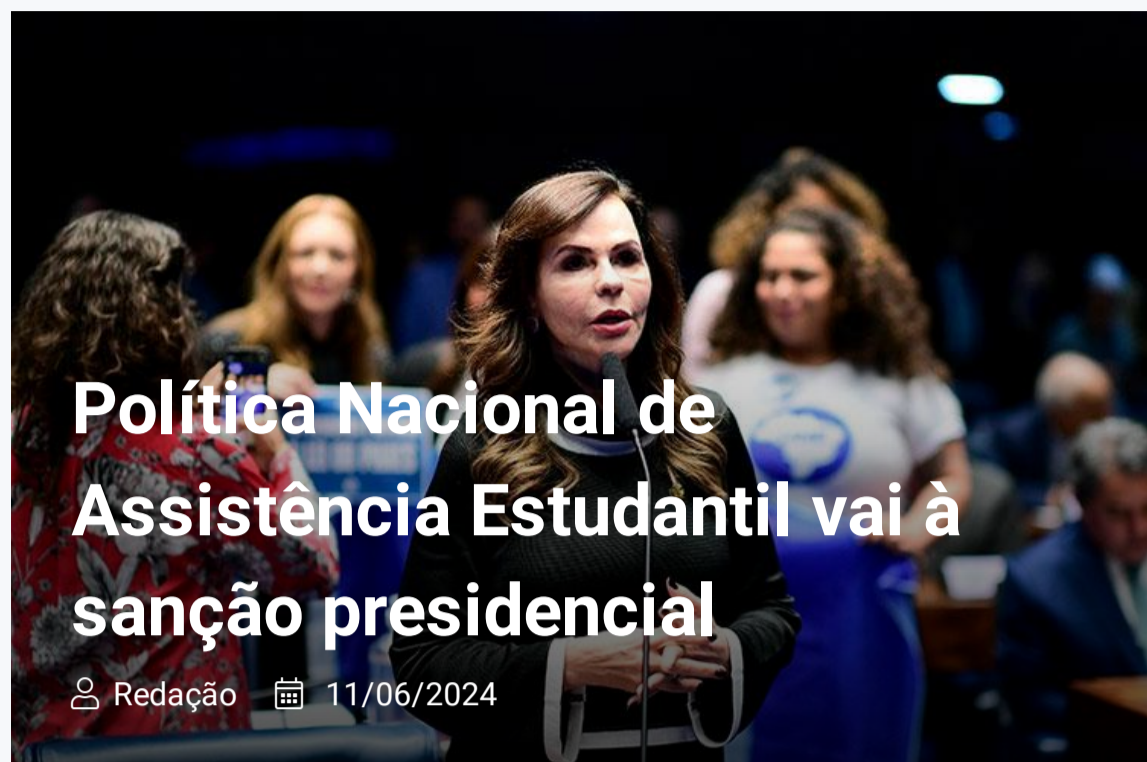 Política Nacional de
Assistência Estudantil vai à
sanção presidencial
Redação 11/06/2024